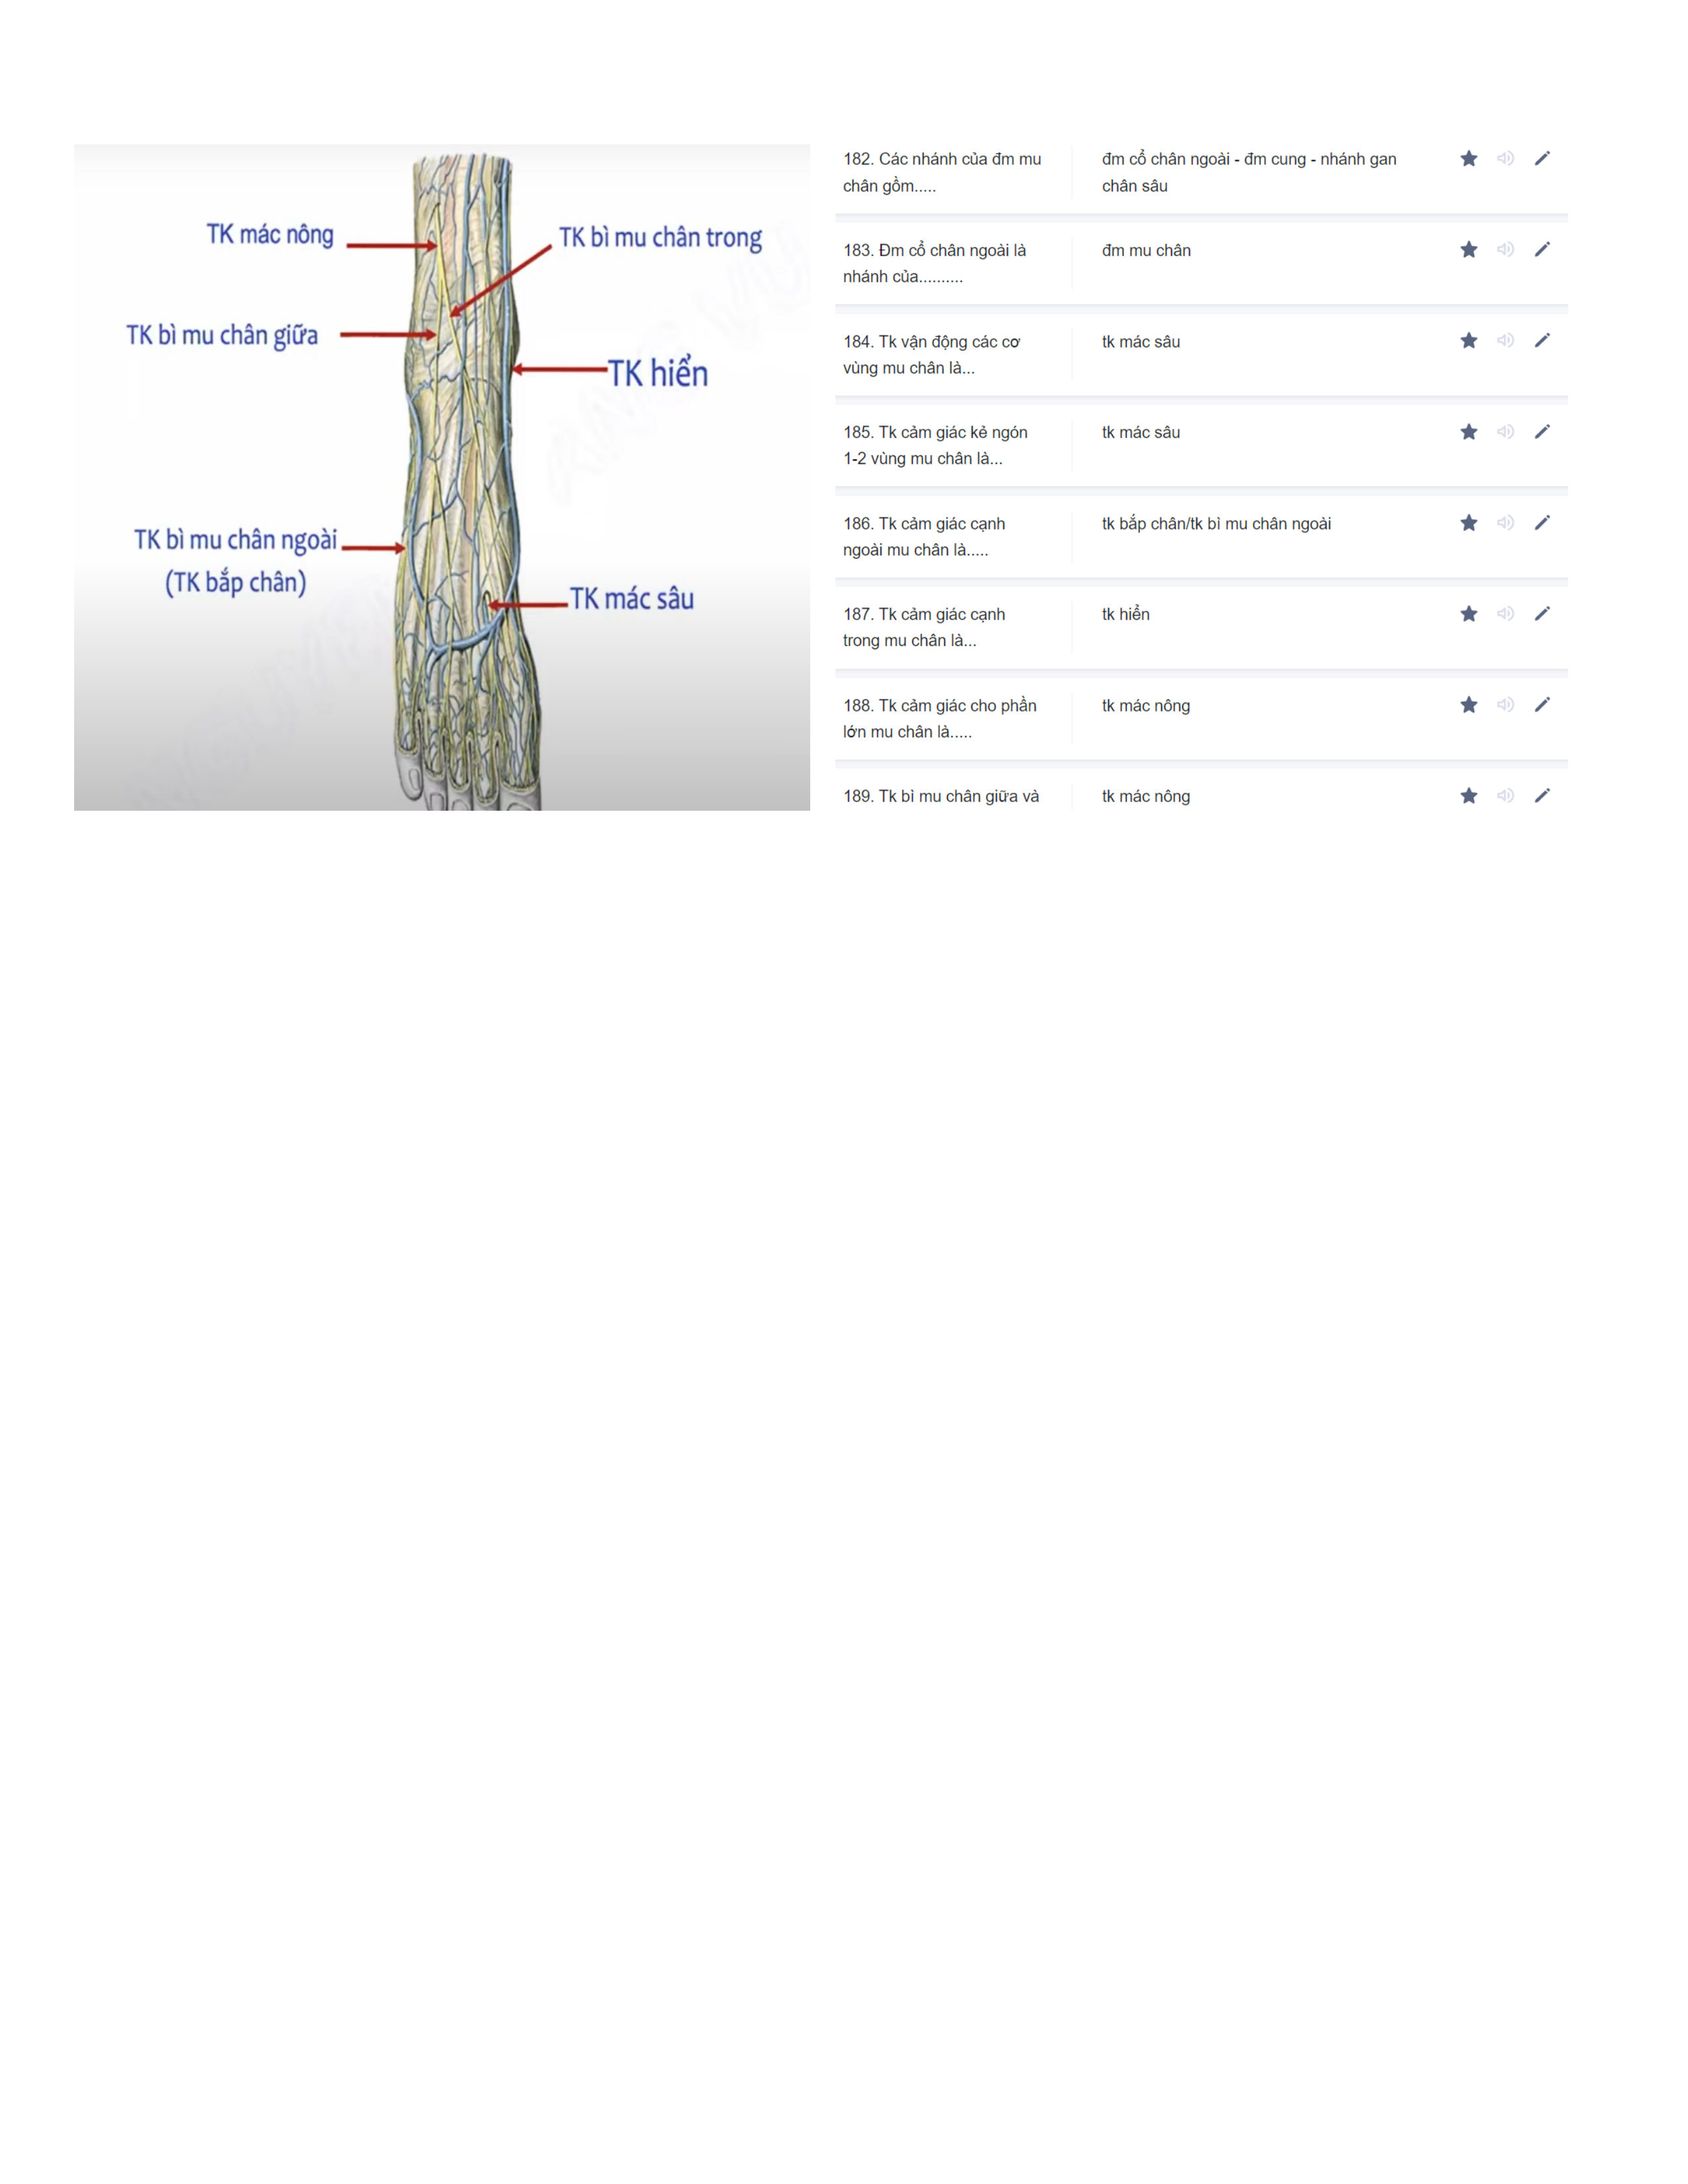 TK mác nông
TK bì mu chân trong
TK bì mu chân giữa
TK hiển
TK bì mu chân ngoài
(TK bắp chân)
TK mác sâu
182. Các nhánh của đm mu
chân gồm.....
đm cổ chân ngoài - đm cung - nhánh gan
chân sâu
183. Đm cổ chân ngoài là
nhánh của..........
đm mu chân
184. Tk vận động các cơ
vùng mu chân là...
tk mác sâu
185. Tk cảm giác kẻ ngón
1-2 vùng mu chân là...
tk mác sâu
186. Tk cảm giác cạnh
ngoài mu chân là.....
tk bắp chân/tk bì mu chân ngoài
187. Tk cảm giác cạnh
trong mu chân là...
tk hiển
188. Tk cảm giác cho phần
lớn mu chân là.....
tk mác nông
189. Tk bì mu chân giữa và
tk mác nông